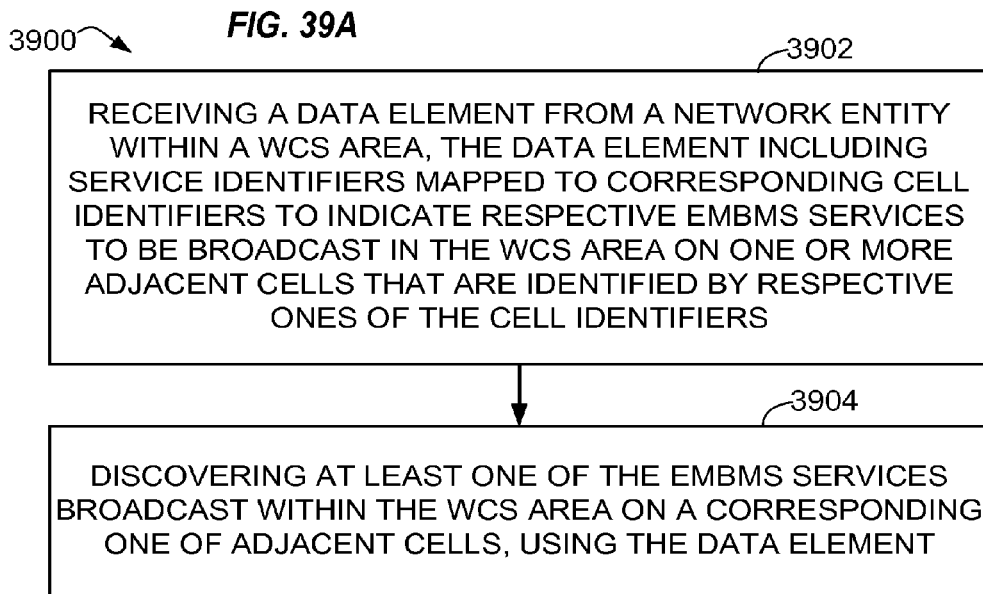 FIG. 39A
3900
3902
RECEIVING A DATA ELEMENT FROM A NETWORK ENTITY
WITHIN A WCS AREA, THE DATA ELEMENT INCLUDING
SERVICE IDENTIFIERS MAPPED TO CORRESPONDING CELL
IDENTIFIERS TO INDICATE RESPECTIVE EMBMS SERVICES
TO BE BROADCAST IN THE WCS AREA ON ONE OR MORE
ADJACENT CELLS THAT ARE IDENTIFIED BY RESPECTIVE
ONES OF THE CELL IDENTIFIERS
3904
DISCOVERING AT LEAST ONE OF THE EMBMS SERVICES
BROADCAST WITHIN THE WCS AREA ON A CORRESPONDING
ONE OF ADJACENT CELLS, USING THE DATA ELEMENT